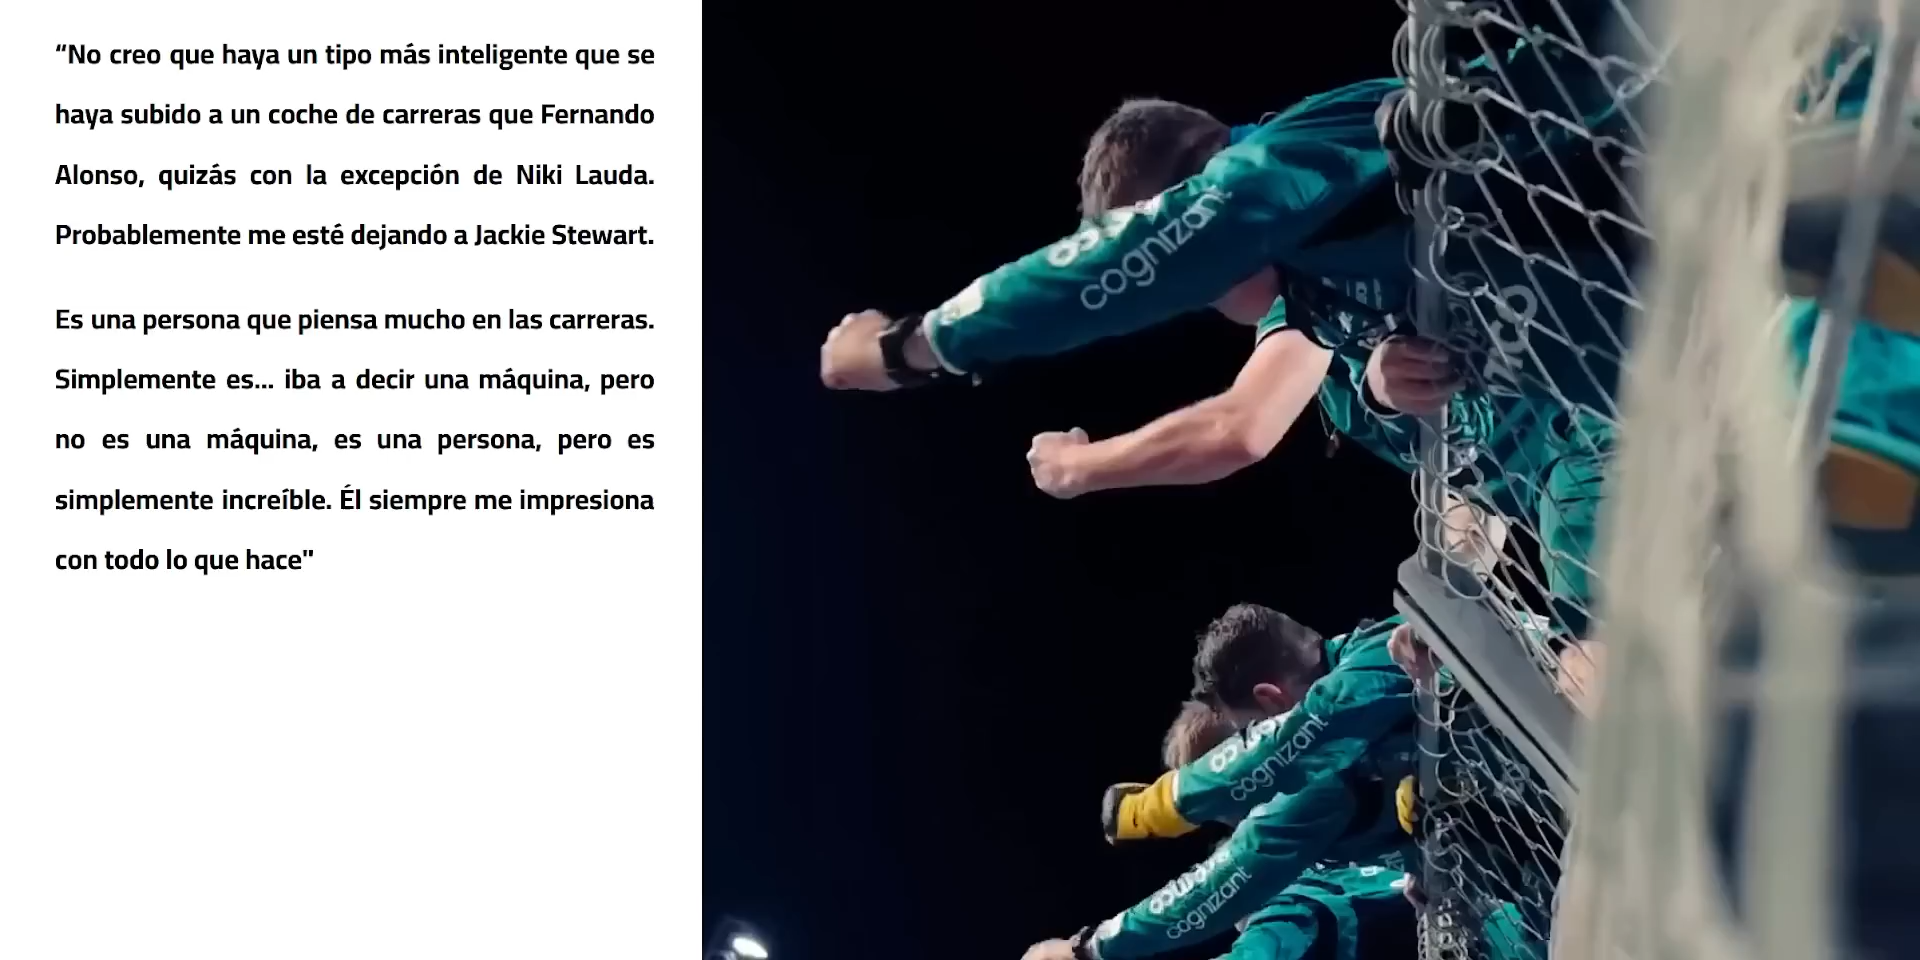 “No creo que haya un tipo más inteligente que se
haya subido a un coche de carreras que Fernando
Alonso, quizás con la excepción de Niki Lauda.
Probablemente me esté dejando a Jackie Stewart.
Es una persona que piensa mucho en las carreras.
Simplemente es... iba a decir una máquina, pero
no es una máquina, es una persona, pero es
simplemente increíble. Él siempre me impresiona
con todo lo que hace"
cognizant
cognizant
cognizant